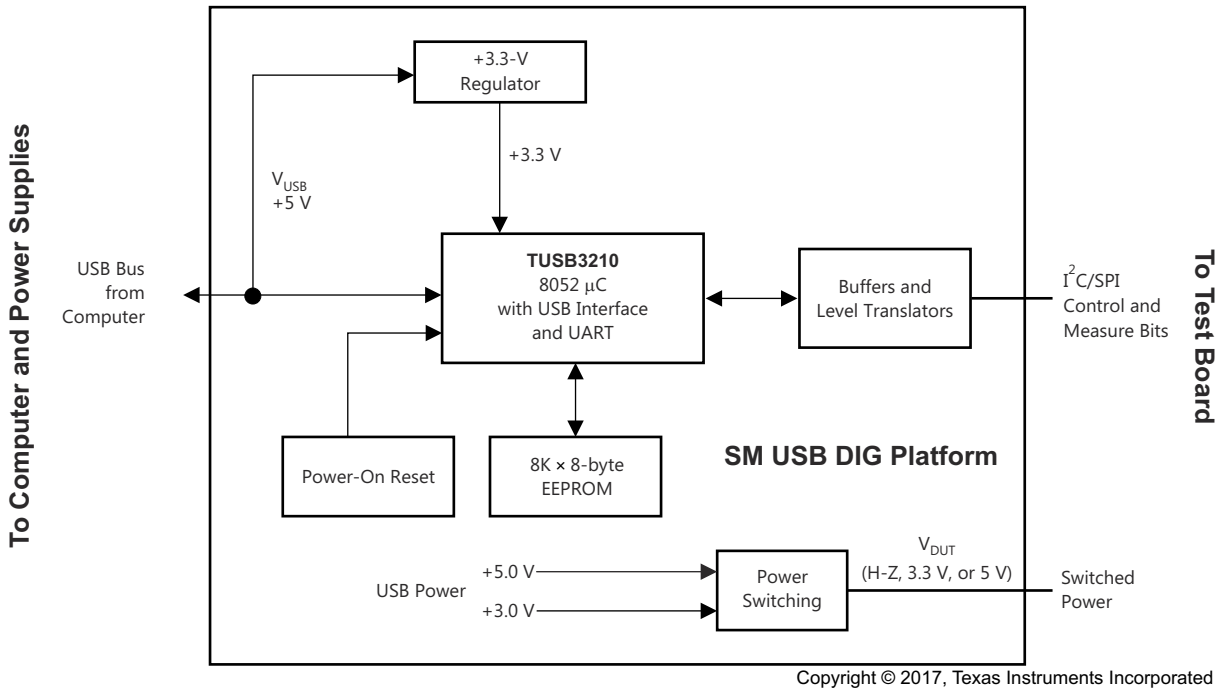 To Computer and Power Supplies
+3.3-V
Regulator
+3.3 V
V_USB
+5 V
USB Bus
from
Computer
TUSB3210
8052 μC
with USB Interface
and UART
Buffers and
Level Translators
I²C/SPI
Control and
Measure Bits
To Test Board
Power-On Reset
8K × 8-byte
EEPROM
SM USB DIG Platform
USB Power
+5.0 V
+3.0 V
Power
Switching
V_DUT
(H-Z, 3.3 V, or 5 V)
Switched
Power
Copyright © 2017, Texas Instruments Incorporated